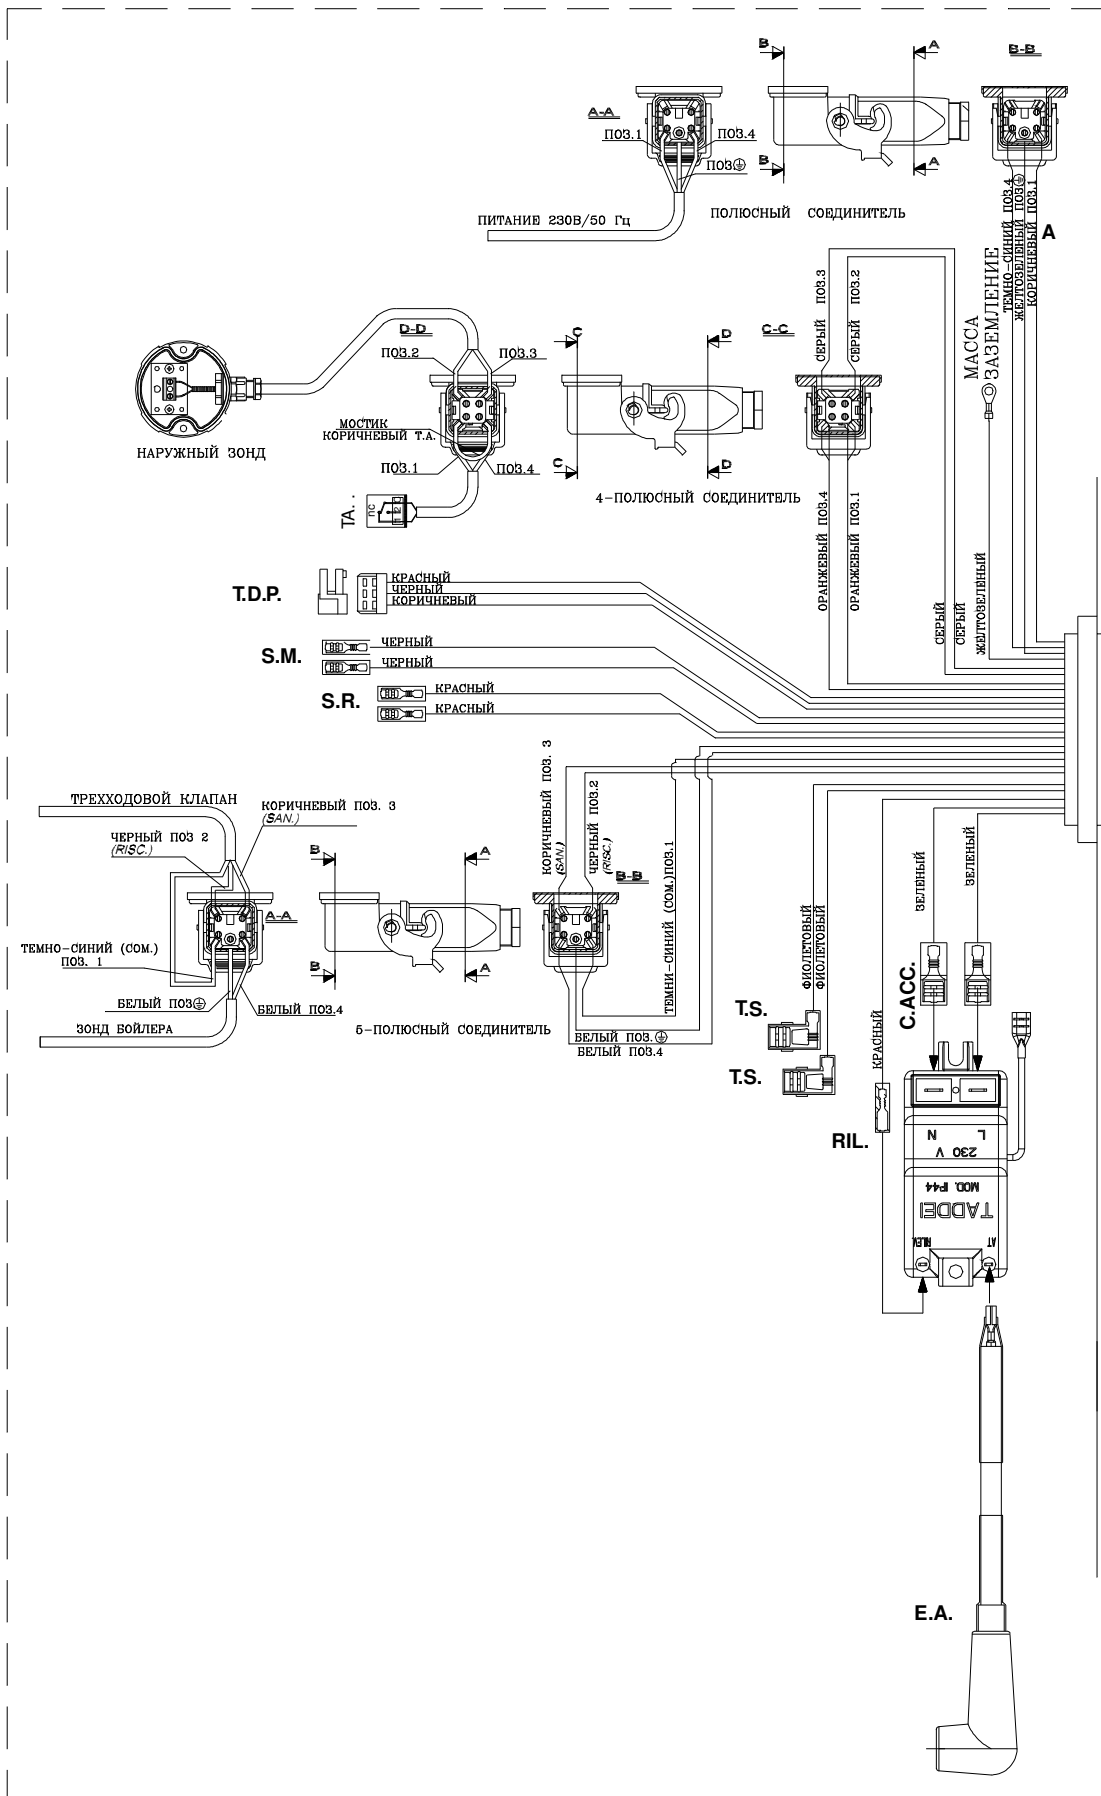 B
A
B-B
A-A
ПОЗ.1
ПОЗ.4
ПОЗ
B
A
ПИТАНИЕ 230В/50 Гц
ПОЛЮСНЫЙ СОЕДИНИТЕЛЬ
ТЕМНО-СИНИЙ ПОЗ.4
ЖЕЛТОЗЕЛЕНЫЙ ПОЗ
КОРИЧНЕВЫЙ ПОЗ.1
A
МАССА
ЗАЗЕМЛЕНИЕ
СЕРЫЙ ПОЗ.3
СЕРЫЙ ПОЗ.2
D-D
ПОЗ.2
ПОЗ.3
C
D
C-C
МОСТИК
КОРИЧНЕВЫЙ Т.А.
НАРУЖНЫЙ ЗОНД
ПОЗ.1
ПОЗ.4
C
D
4-ПОЛЮСНЫЙ СОЕДИНИТЕЛЬ
TA. .
пс
1 2
ОРАНЖЕВЫЙ ПОЗ.4
ОРАНЖЕВЫЙ ПОЗ.1
T.D.P.
КРАСНЫЙ
ЧЕРНЫЙ
КОРИЧНЕВЫЙ
СЕРЫЙ
СЕРЫЙ
ЖЕЛТОЗЕЛЕНЫЙ
S.M.
ЧЕРНЫЙ
ЧЕРНЫЙ
S.R.
КРАСНЫЙ
КРАСНЫЙ
ТРЕХХОДОВОЙ КЛАПАН
КОРИЧНЕВЫЙ ПОЗ. 3
(SAN.)
ЧЕРНЫЙ ПОЗ 2
(RISC.)
B
A
A-A
КОРИЧНЕВЫЙ ПОЗ. 3
(SAN.)
ЧЕРНЫЙ ПОЗ.2
(RISC.)
B-B
ТЕМНИ-СИНИЙ (СОМ.)ПОЗ.1
ЗЕЛЕНЫЙ
ЗЕЛЕНЫЙ
ТЕМНО-СИНИЙ (СОМ.)
ПОЗ. 1
B
A
БЕЛЫЙ ПОЗ
БЕЛЫЙ ПОЗ.4
ЗОНД БОЙЛЕРА
5-ПОЛЮСНЫЙ СОЕДИНИТЕЛЬ
БЕЛЫЙ ПОЗ.
БЕЛЫЙ ПОЗ.4
ФИОЛЕТОВЫЙ
ФИОЛЕТОВЫЙ
T.S.
T.S.
C.ACC.
КРАСНЫЙ
RIL.
N
L
230 V
MOD. IP44
TADDEI
RILEV.
AT
E.A.